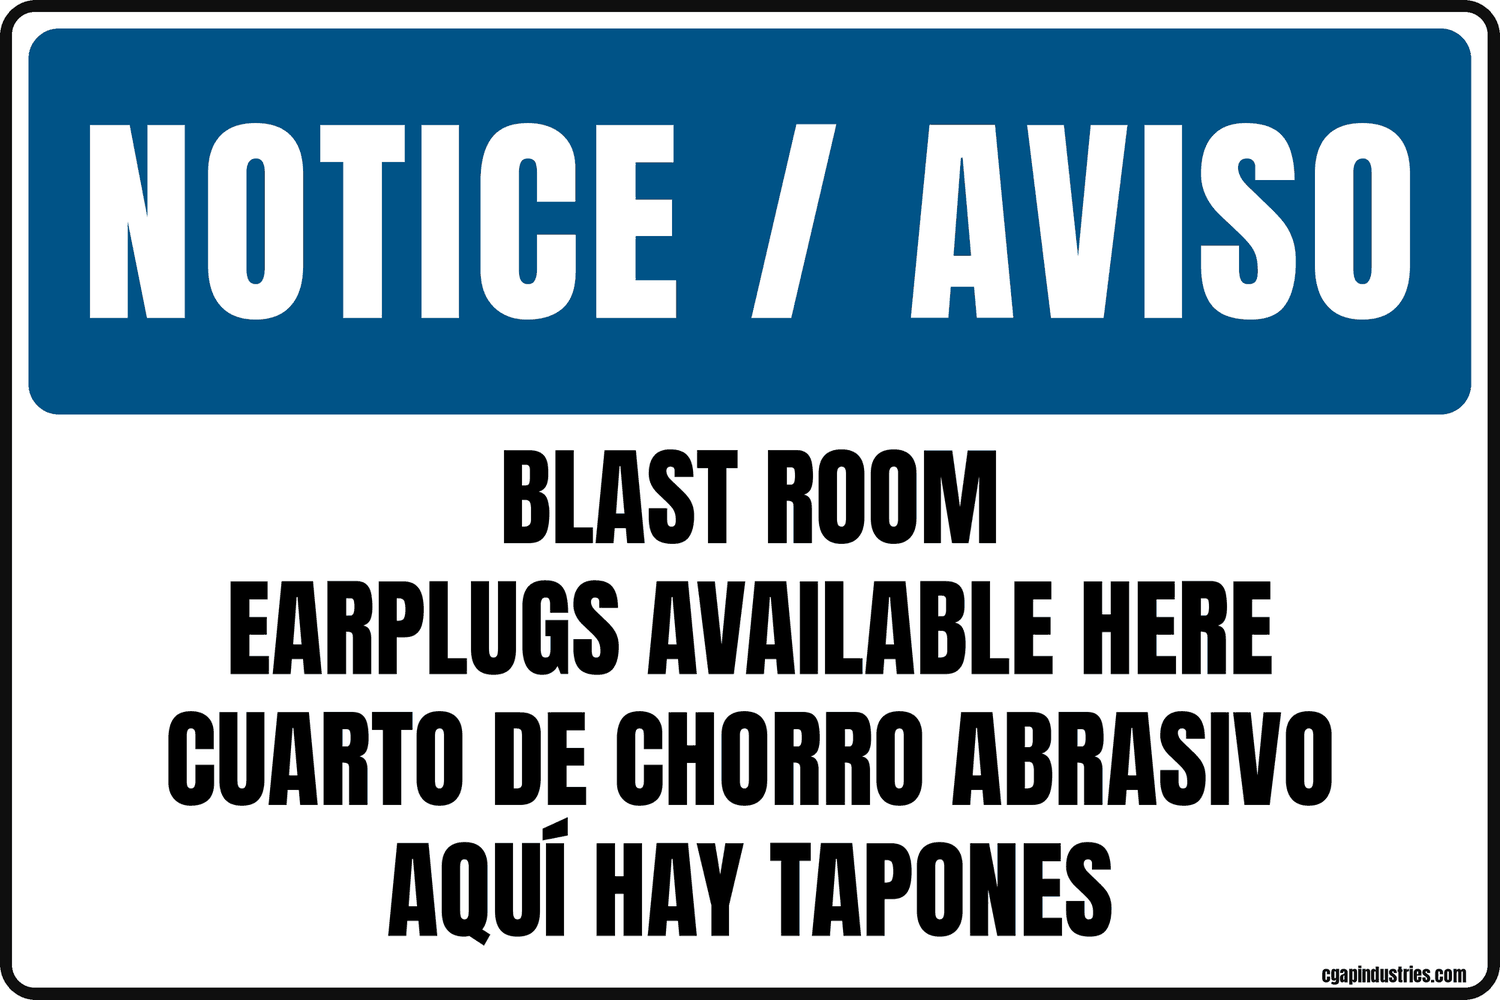 NOTICE / AVISO
BLAST ROOM
EARPLUGS AVAILABLE HERE
CUARTO DE CHORRO ABRASIVO
AQUÍ HAY TAPONES
cgapindustries.com